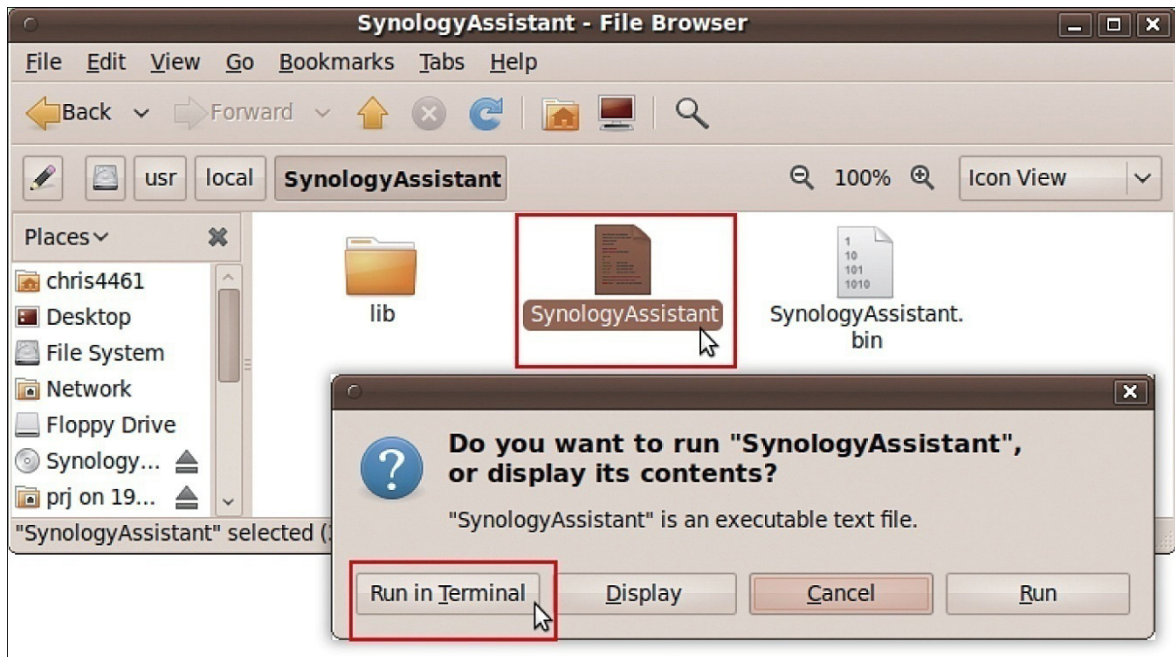 SynologyAssistant - File Browser
File Edit View Go Bookmarks Tabs Help
Back Forward
usr local SynologyAssistant 100% Icon View
Places
chris4461
Desktop
File System
Network
Floppy Drive
Synology...
prj on 19...
lib
SynologyAssistant
1
10
101
1010
SynologyAssistant.
bin
"SynologyAssistant" selected (
Do you want to run "SynologyAssistant",
or display its contents?
"SynologyAssistant" is an executable text file.
Run in Terminal Display Cancel Run